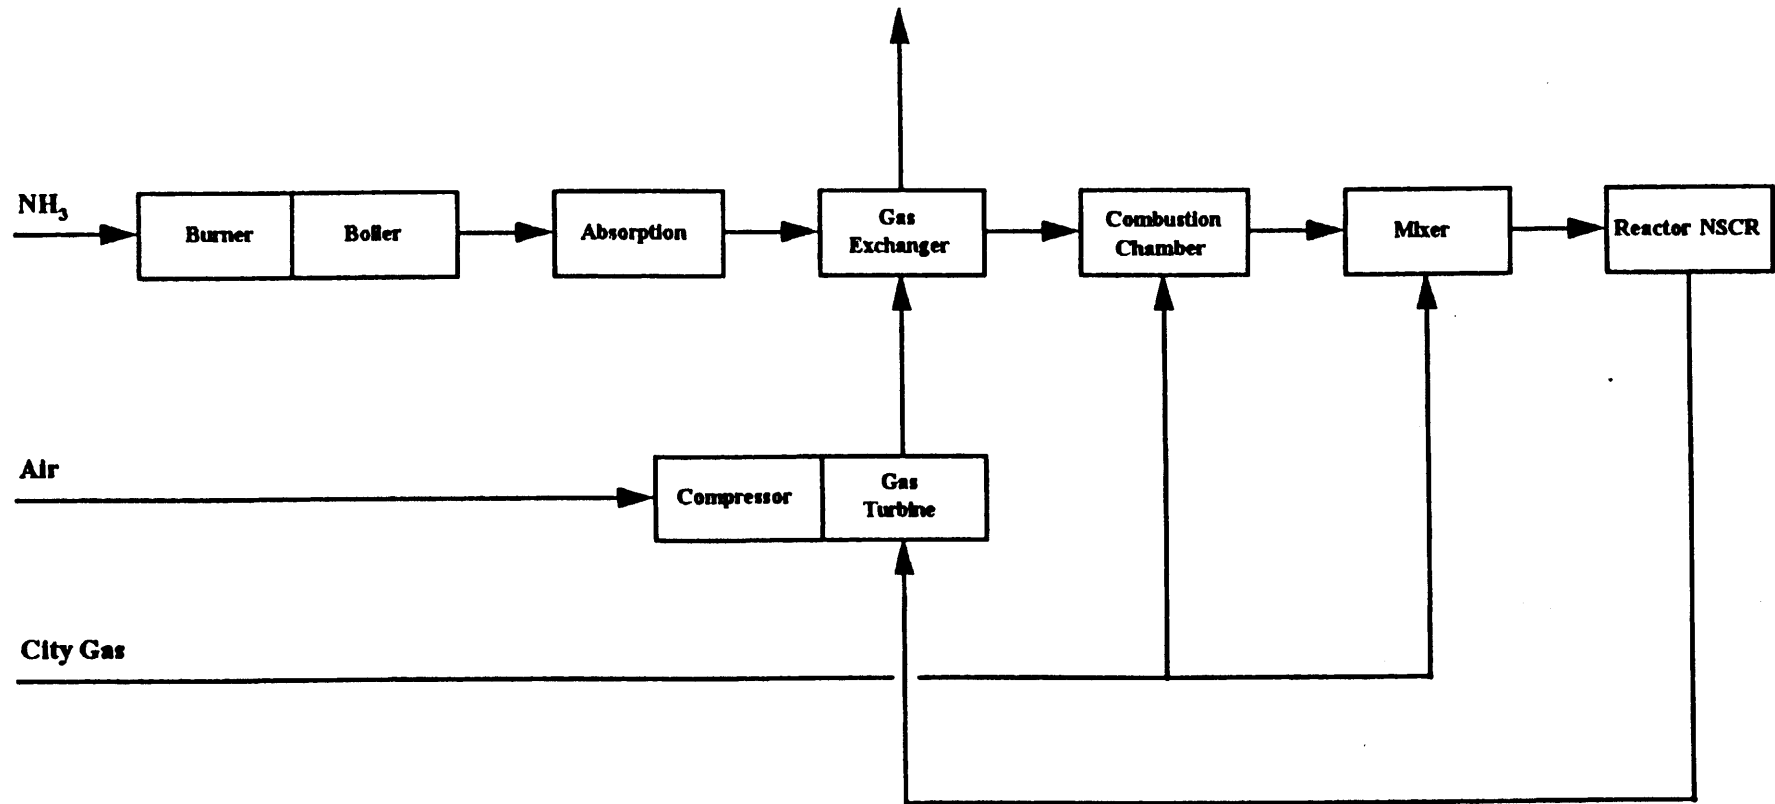 NH₃
Burner
Boiler
Absorption
Gas
Exchanger
Combustion
Chamber
Mixer
Reactor NSCR
Air
Compressor
Gas
Turbine
City Gas